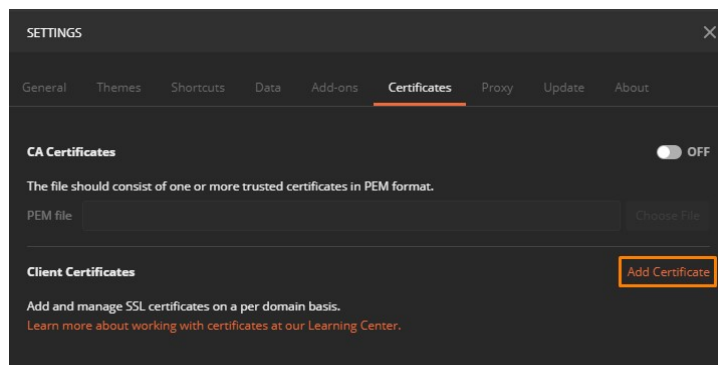 SETTINGS
General Themes Shortcuts Data Add-ons Certificates Proxy Update About
CA Certificates OFF
The file should consist of one or more trusted certificates in PEM format.
PEM file Choose File
Client Certificates Add Certificate
Add and manage SSL certificates on a per domain basis.
Learn more about working with certificates at our Learning Center.